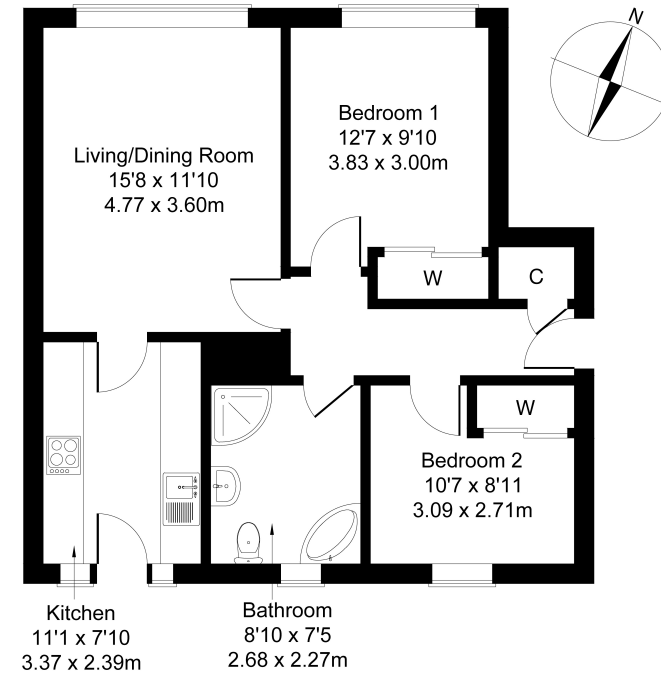 N
Living/Dining Room
15'8 x 11'10
4.77 x 3.60m
Bedroom 1
12'7 x 9'10
3.83 x 3.00m
W
C
W
Bedroom 2
10'7 x 8'11
3.09 x 2.71m
Kitchen
11'1 x 7'10
3.37 x 2.39m
Bathroom
8'10 x 7'5
2.68 x 2.27m